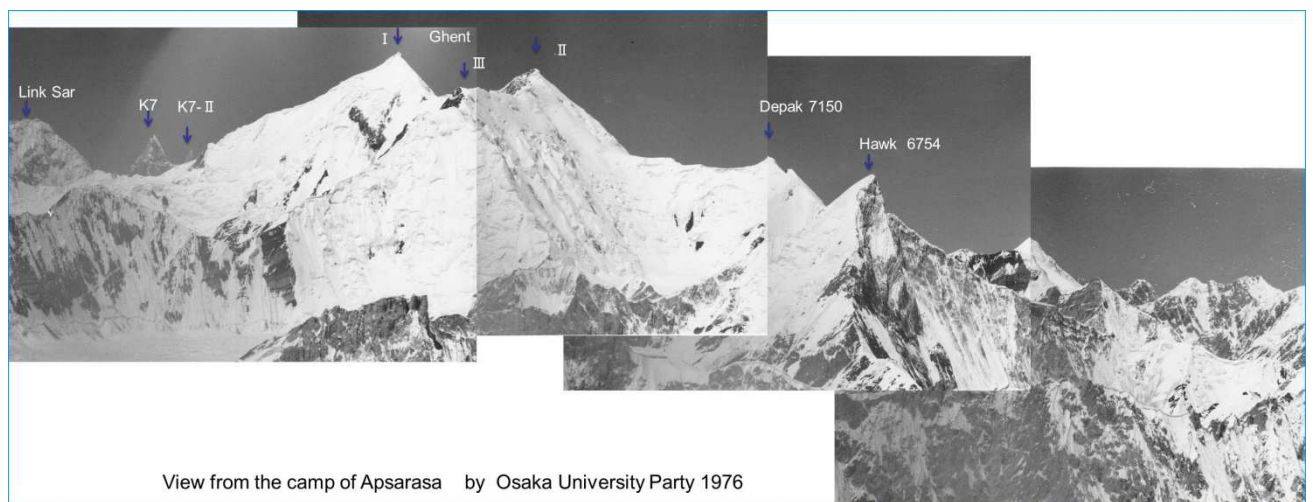 I Ghent
II
III
Link Sar
K7
K7-II
Depak 7150
Hawk 6754
View from the camp of Apsarasa by Osaka University Party 1976